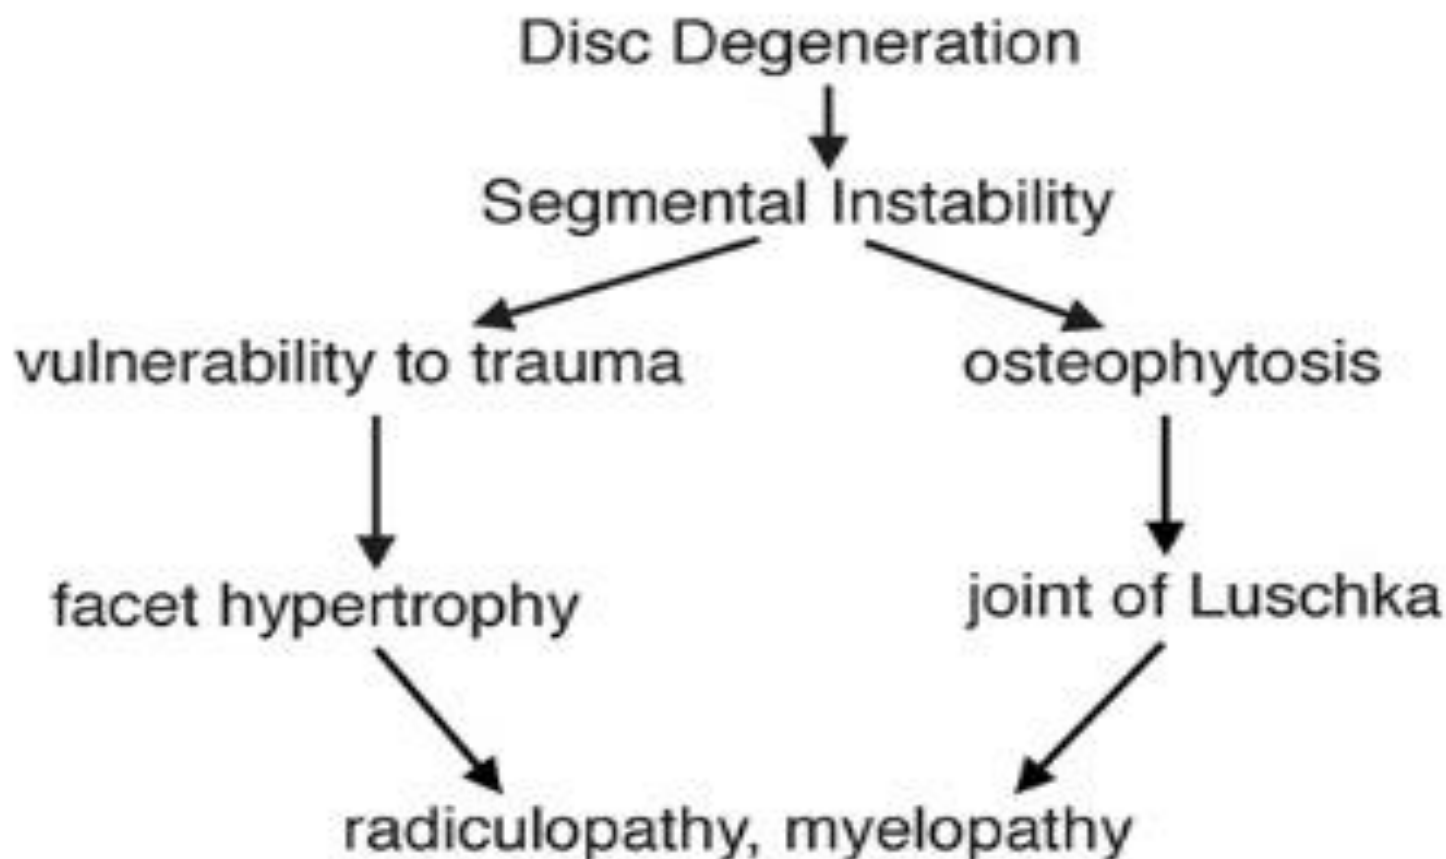 Disc Degeneration
Segmental Instability
vulnerability to trauma
osteophytosis
facet hypertrophy
joint of Luschka
radiculopathy, myelopathy